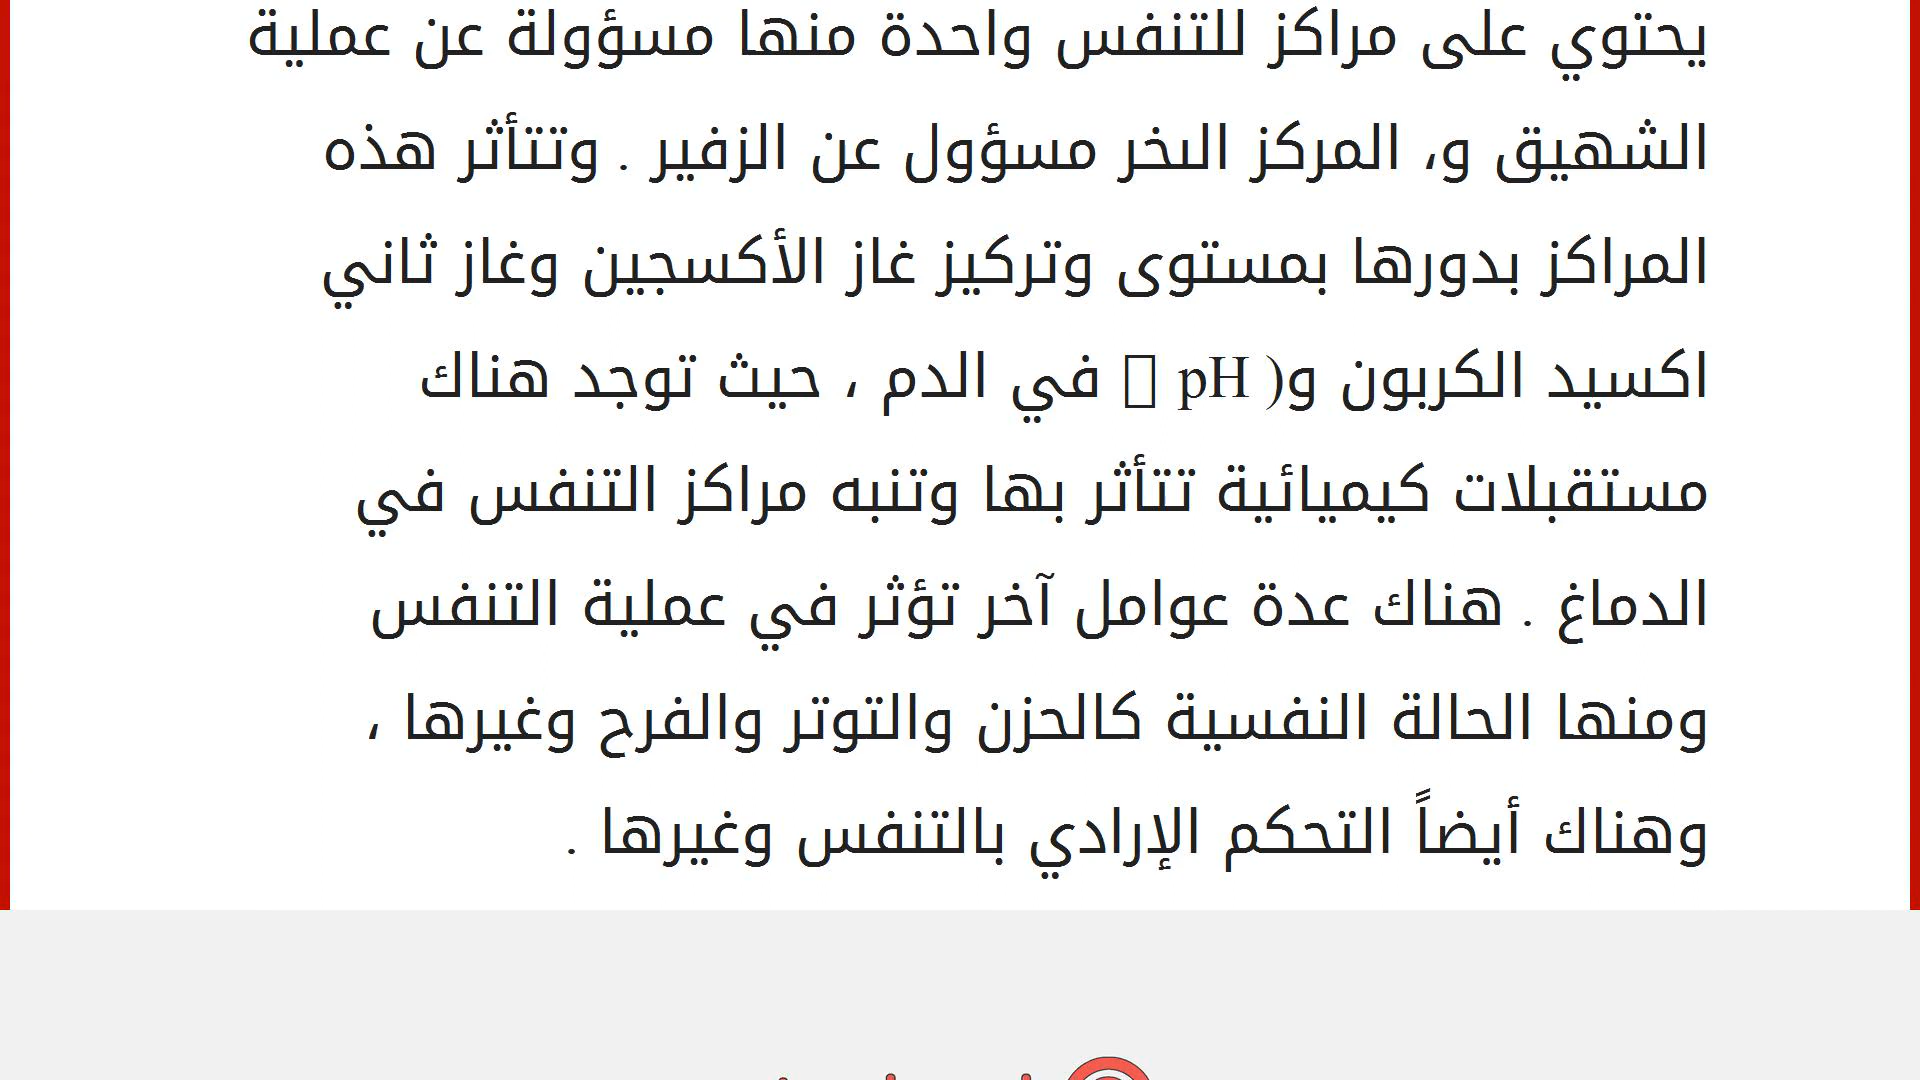 يحتوي على مراكز للتنفس واحدة منها مسؤولة عن عملية
الشهيق و، المركز الىخر مسؤول عن الزفير . وتتأثر هذه
المراكز بدورها بمستوى وتركيز غاز الأكسجين وغاز ثاني
اكسيد الكربون و( pH في الدم ، حيث توجد هناك
مستقبلات كيميائية تتأثر بها وتنبه مراكز التنفس في
الدماغ . هناك عدة عوامل آخر تؤثر في عملية التنفس
ومنها الحالة النفسية كالحزن والتوتر والفرح وغيرها ،
وهناك أيضاً التحكم الإرادي بالتنفس وغيرها .